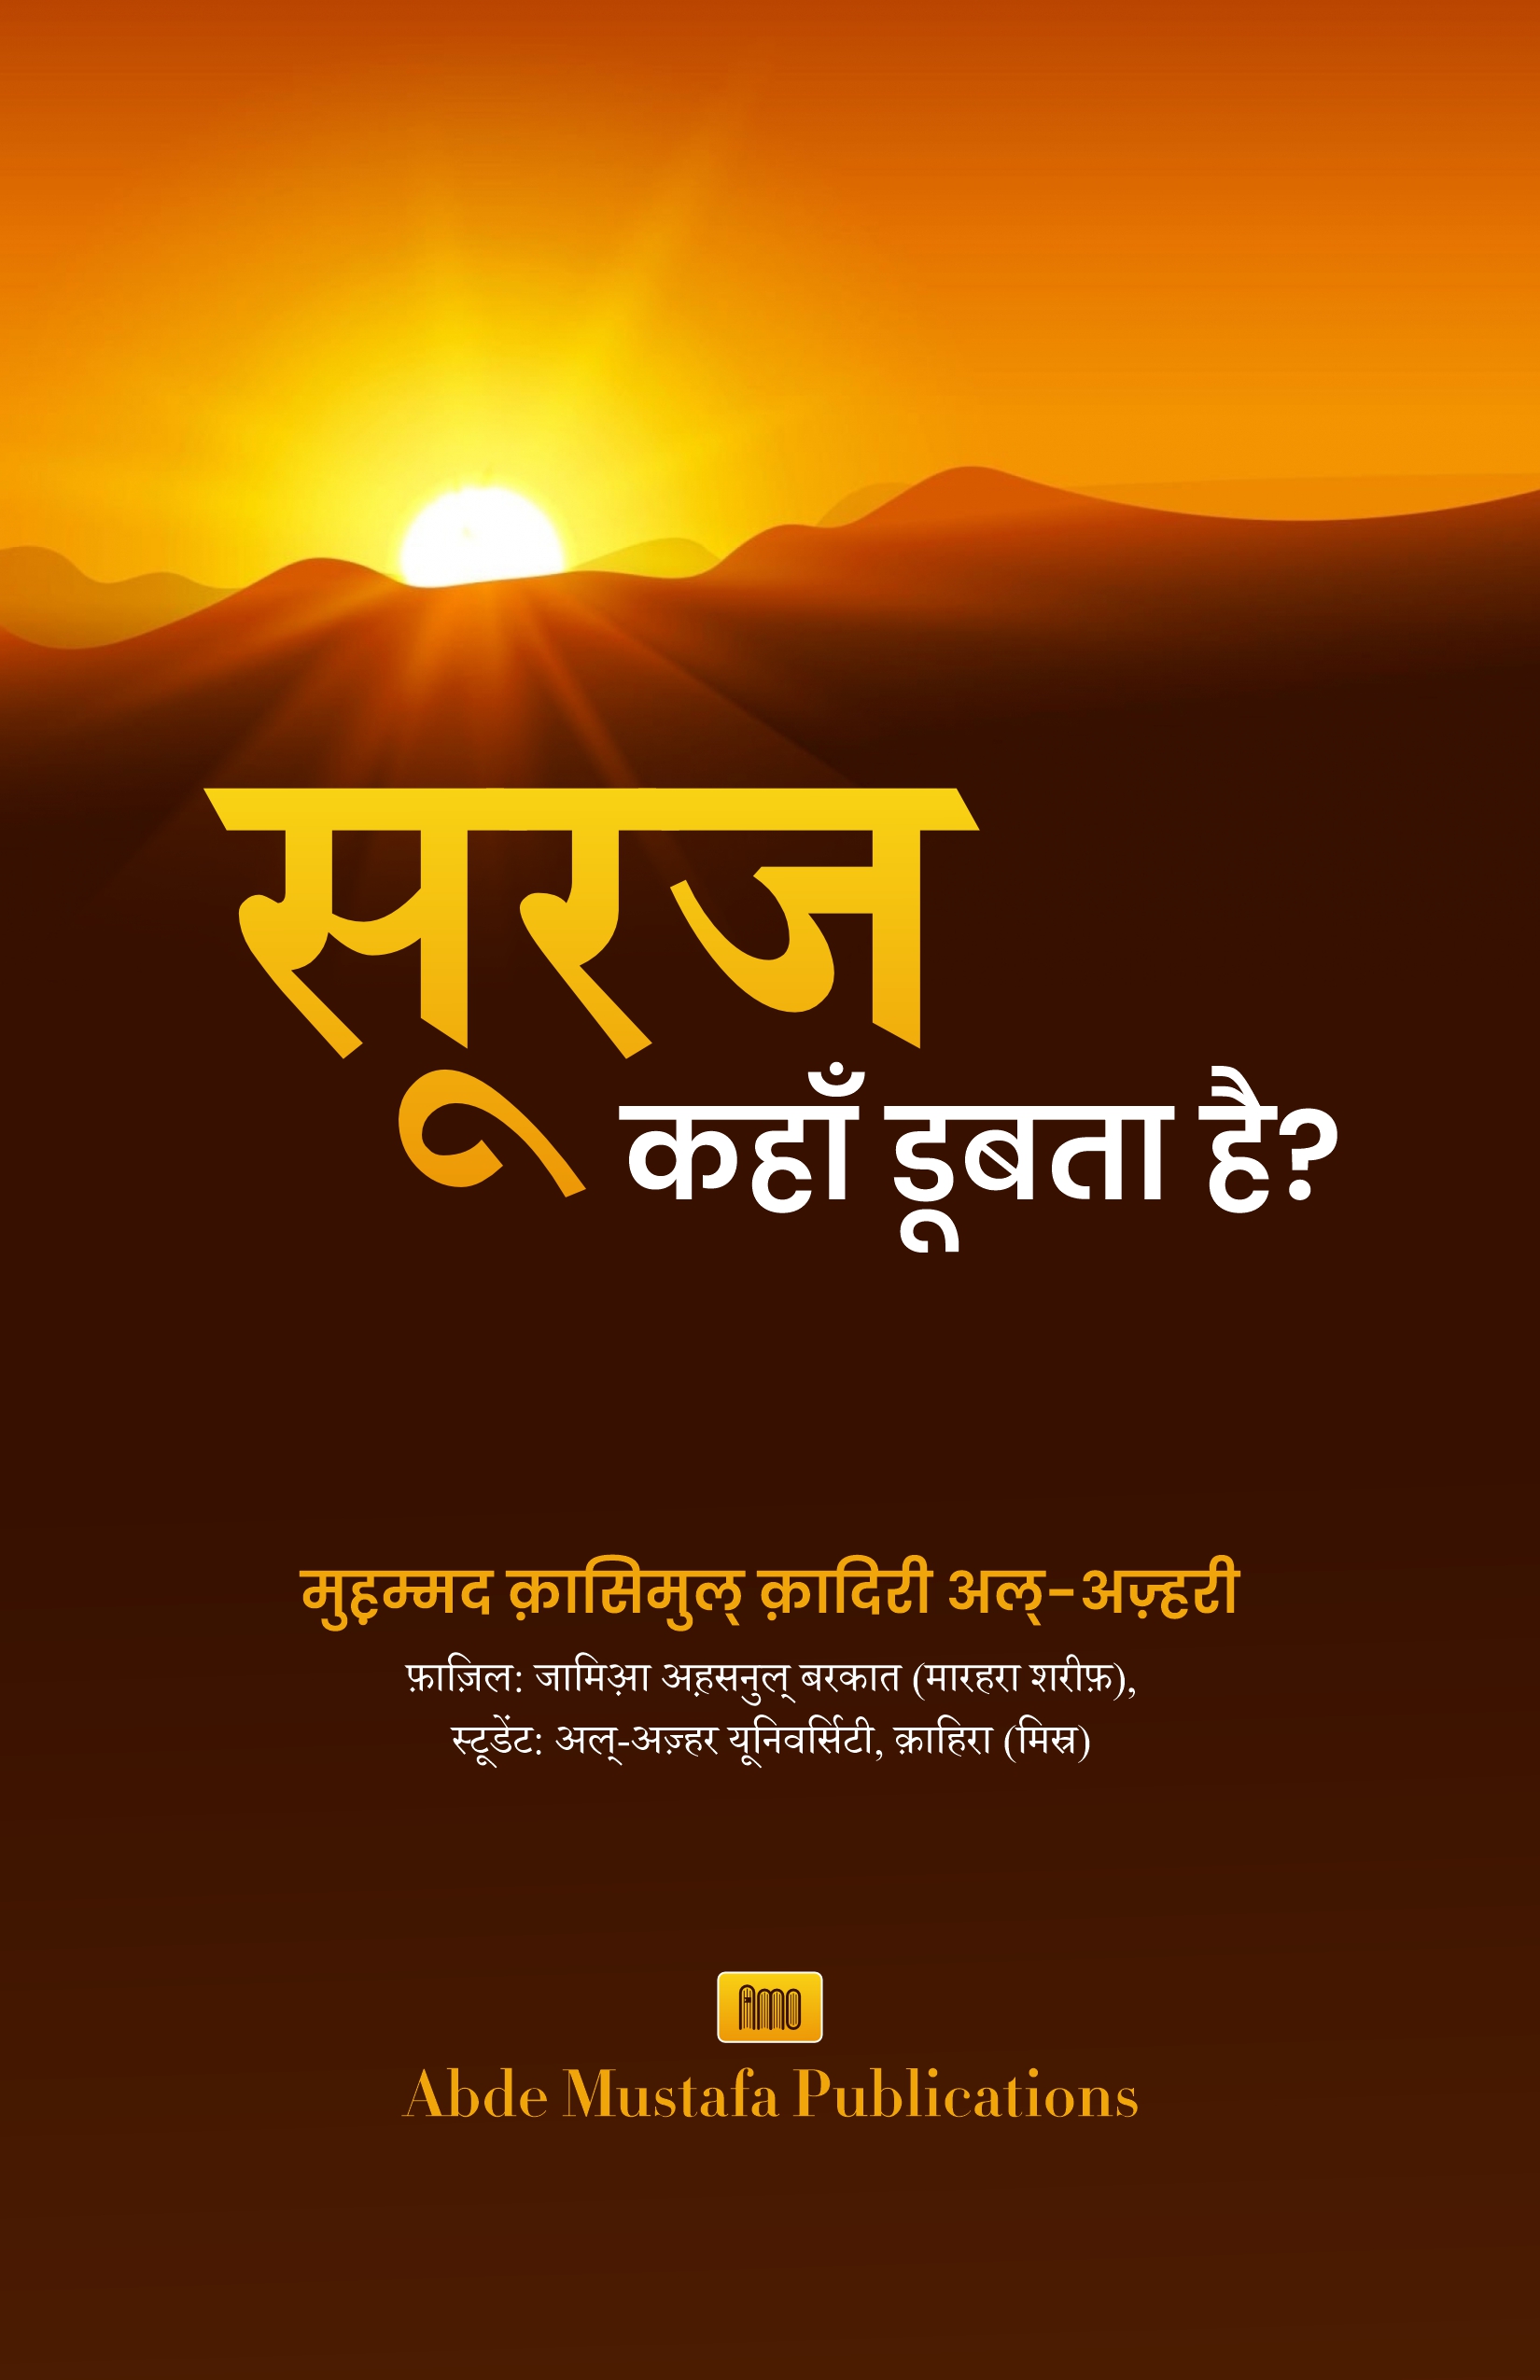 सूरज
कहाँ डूबता है?
मुह़म्मद क़ासिमुल् क़ादिरी अल्-अज़्हरी
फ़ाज़िल: जामिअ़ा अह़सनुल् बरकात (मारहरा शरीफ़),
स्टूडेंट: अल्-अज़्हर यूनिवर्सिटी, क़ाहिरा (मिस्र)
AMO
Abde Mustafa Publications